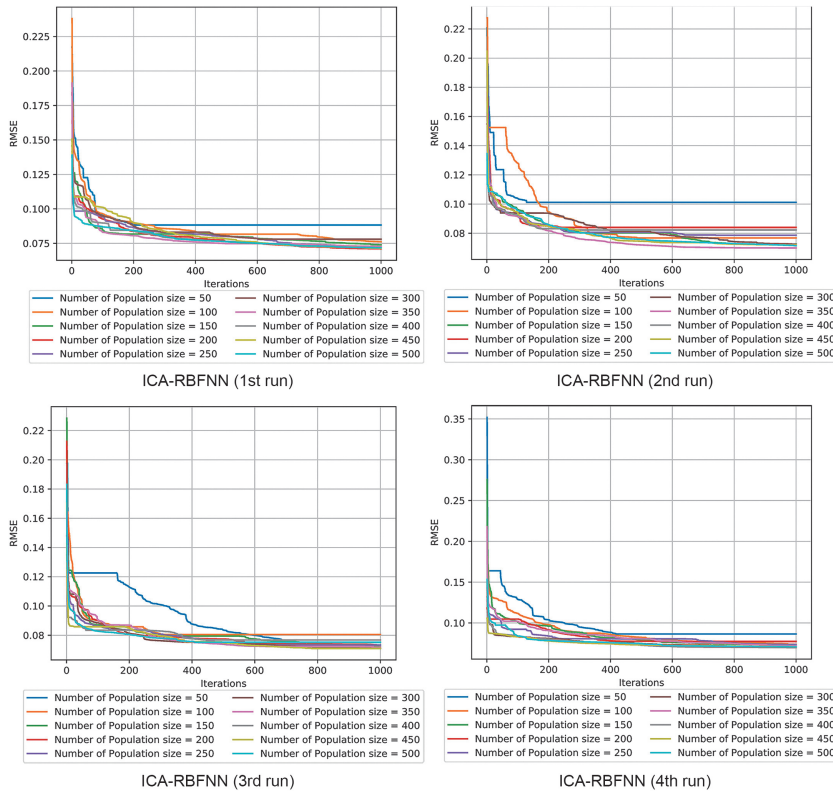 0.225
0.200
0.175
0.150
0.125
0.100
0.075
RMSE
0 200 400 600 800 1000
Iterations
Number of Population size = 50 Number of Population size = 300
Number of Population size = 100 Number of Population size = 350
Number of Population size = 150 Number of Population size = 400
Number of Population size = 200 Number of Population size = 450
Number of Population size = 250 Number of Population size = 500
ICA-RBFNN (1st run)
0.22
0.20
0.18
0.16
0.14
0.12
0.10
0.08
RMSE
0 200 400 600 800 1000
Iterations
Number of Population size = 50 Number of Population size = 300
Number of Population size = 100 Number of Population size = 350
Number of Population size = 150 Number of Population size = 400
Number of Population size = 200 Number of Population size = 450
Number of Population size = 250 Number of Population size = 500
ICA-RBFNN (2nd run)
0.22
0.20
0.18
0.16
0.14
0.12
0.10
0.08
RMSE
0 200 400 600 800 1000
Iterations
Number of Population size = 50 Number of Population size = 300
Number of Population size = 100 Number of Population size = 350
Number of Population size = 150 Number of Population size = 400
Number of Population size = 200 Number of Population size = 450
Number of Population size = 250 Number of Population size = 500
ICA-RBFNN (3rd run)
0.35
0.30
0.25
0.20
0.15
0.10
RMSE
0 200 400 600 800 1000
Iterations
Number of Population size = 50 Number of Population size = 300
Number of Population size = 100 Number of Population size = 350
Number of Population size = 150 Number of Population size = 400
Number of Population size = 200 Number of Population size = 450
Number of Population size = 250 Number of Population size = 500
ICA-RBFNN (4th run)